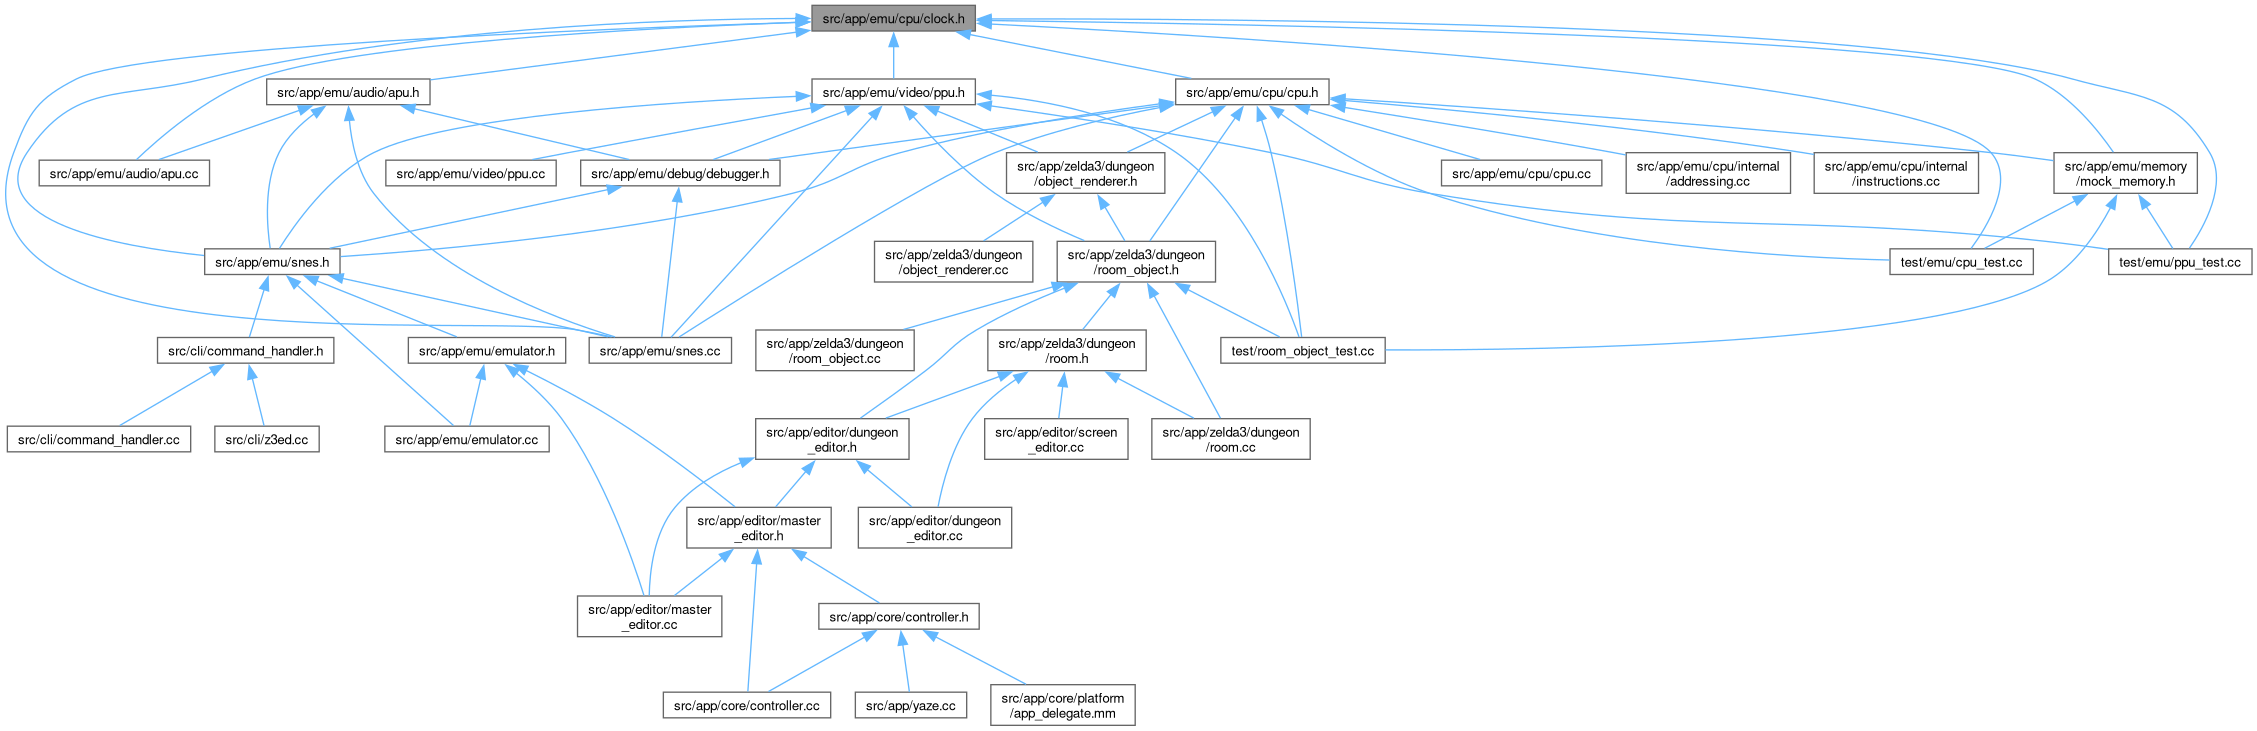 src/app/emu/cpu/clock.h
src/app/emu/audio/apu.h
src/app/emu/video/ppu.h
src/app/emu/cpu/cpu.h
src/app/emu/audio/apu.cc
src/app/emu/video/ppu.cc
src/app/emu/debug/debugger.h
src/app/zelda3/dungeon
/object_renderer.h
src/app/emu/cpu/cpu.cc
src/app/emu/cpu/internal
/addressing.cc
src/app/emu/cpu/internal
/instructions.cc
src/app/emu/memory
/mock_memory.h
src/app/emu/snes.h
src/app/zelda3/dungeon
/object_renderer.cc
src/app/zelda3/dungeon
/room_object.h
test/emu/cpu_test.cc
test/emu/ppu_test.cc
src/cli/command_handler.h
src/app/emu/emulator.h
src/app/emu/snes.cc
src/app/zelda3/dungeon
/room_object.cc
src/app/zelda3/dungeon
/room.h
test/room_object_test.cc
src/cli/command_handler.cc
src/cli/z3ed.cc
src/app/emu/emulator.cc
src/app/editor/dungeon
_editor.h
src/app/editor/screen
_editor.cc
src/app/zelda3/dungeon
/room.cc
src/app/editor/master
_editor.h
src/app/editor/dungeon
_editor.cc
src/app/editor/master
_editor.cc
src/app/core/controller.h
src/app/core/controller.cc
src/app/yaze.cc
src/app/core/platform
/app_delegate.mm